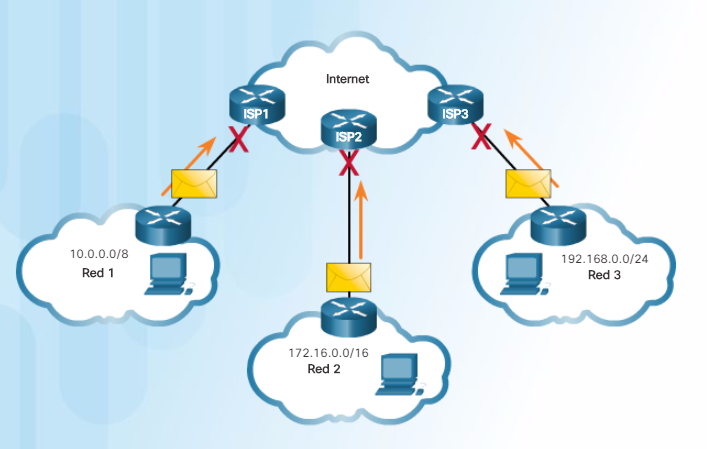 Internet
ISP1
ISP2
ISP3
10.0.0.0/8
Red 1
192.168.0.0/24
Red 3
172.16.0.0/16
Red 2